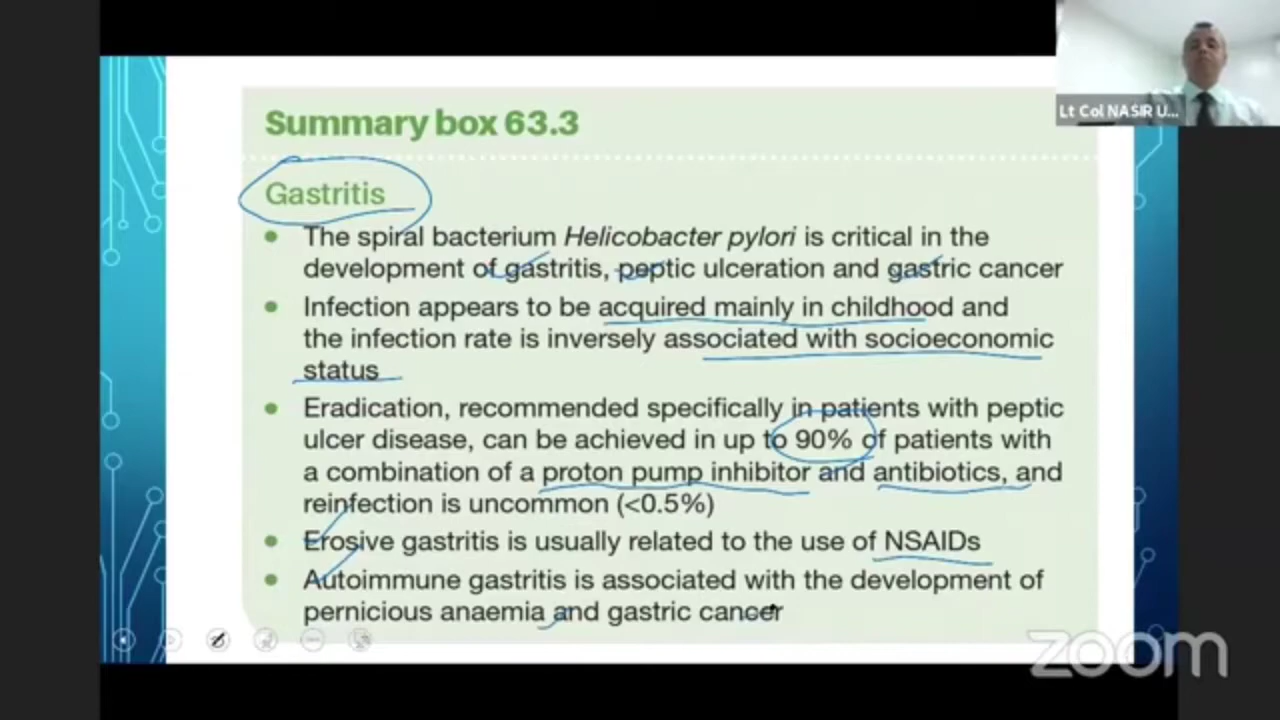 Lt Col NASIR U...
Summary box 63.3
Gastritis
• The spiral bacterium Helicobacter pylori is critical in the
development of gastritis, peptic ulceration and gastric cancer
• Infection appears to be acquired mainly in childhood and
the infection rate is inversely associated with socioeconomic
status
• Eradication, recommended specifically in patients with peptic
ulcer disease, can be achieved in up to 90% of patients with
a combination of a proton pump inhibitor and antibiotics, and
reinfection is uncommon (<0.5%)
• Erosive gastritis is usually related to the use of NSAIDs
• Autoimmune gastritis is associated with the development of
pernicious anaemia and gastric cancer
zoom